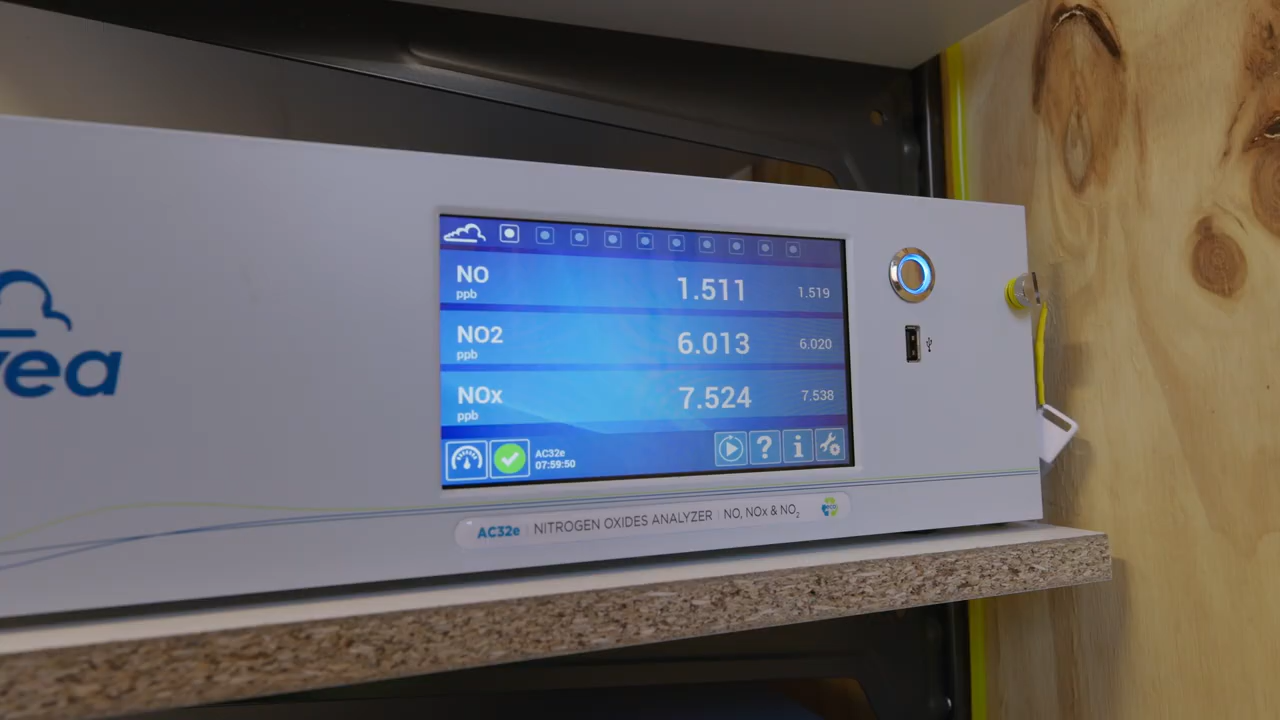 NO 1.511 1.519
ppb
NO2 6.013 6.020
ppb
NOx 7.524 7.538
ppb
AC32e
07:59:50
?
i
AC32e | NITROGEN OXIDES ANALYZER | NO, NOx & NO₂